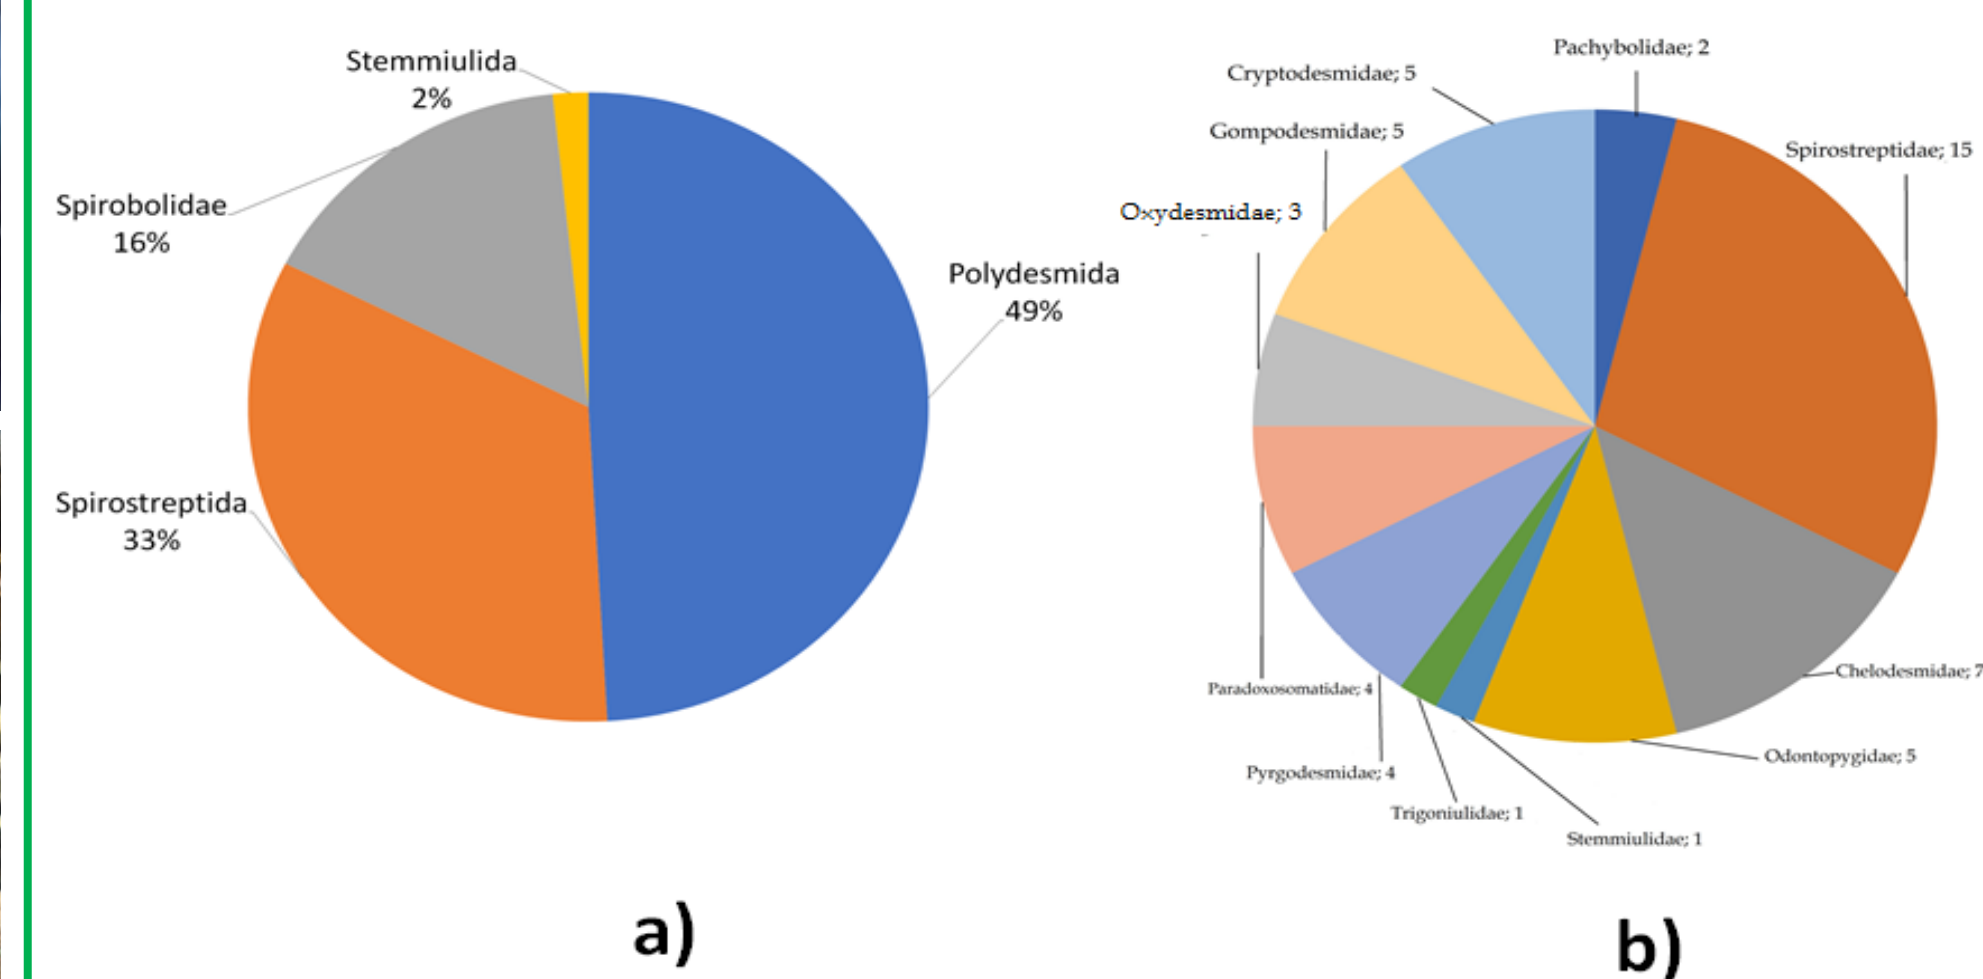 Stemmiulida
2%
Spirobolidae
16%
Polydesmida
49%
Spirostreptida
33%
a)
Pachybolidae; 2
Cryptodesmidae; 5
Gompodesmidae; 5
Spirostreptidae; 15
Oxydesmidae; 3
Chelodesmidae; 7
Paradoxosomatidae; 4
Odontopygidae; 5
Pyrgodesmidae; 4
Trigoniulidae; 1
Stemmiulidae; 1
b)